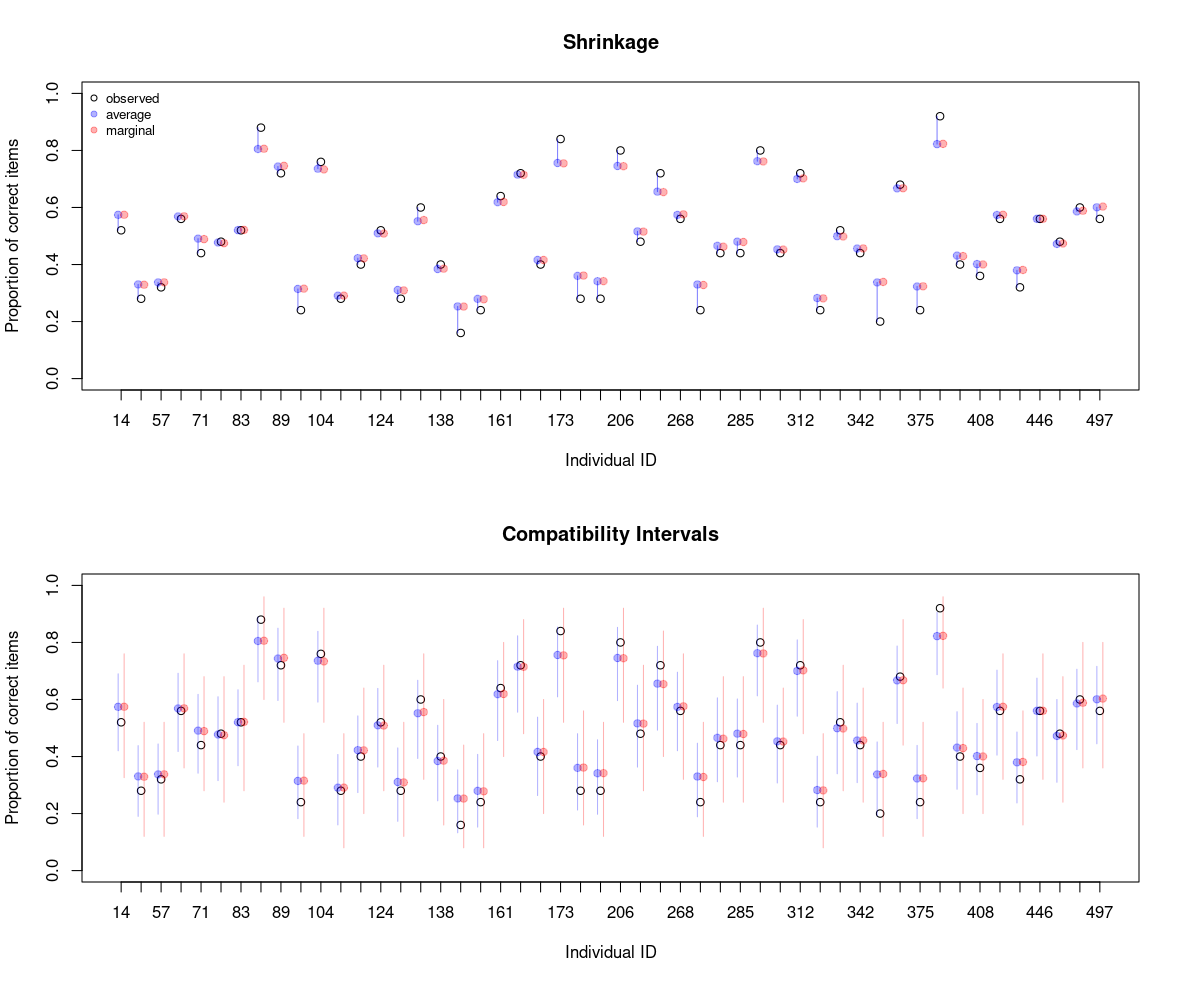 Shrinkage
Proportion of correct items
1.0
0.8
0.6
0.4
0.2
0.0
observed
average
marginal
14 57 71 83 89 104 124 138 161 173 206 268 285 312 342 375 408 446 497
Individual ID
Compatibility Intervals
Proportion of correct items
1.0
0.8
0.6
0.4
0.2
0.0
14 57 71 83 89 104 124 138 161 173 206 268 285 312 342 375 408 446 497
Individual ID